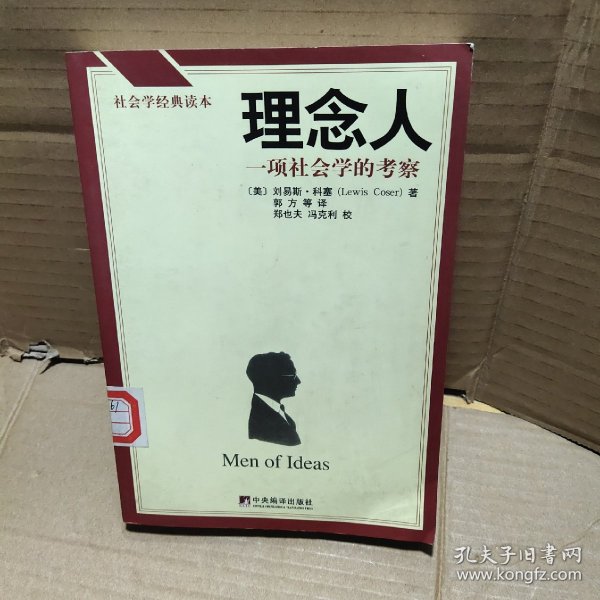 社会学经典读本
理念人
一项社会学的考察
〔美〕刘易斯·科塞(Lewis Coser)著
郭方等译
郑也夫 冯克利 校
61
Men of Ideas
中央编译出版社
孔夫子旧书网
www.kongfz.com